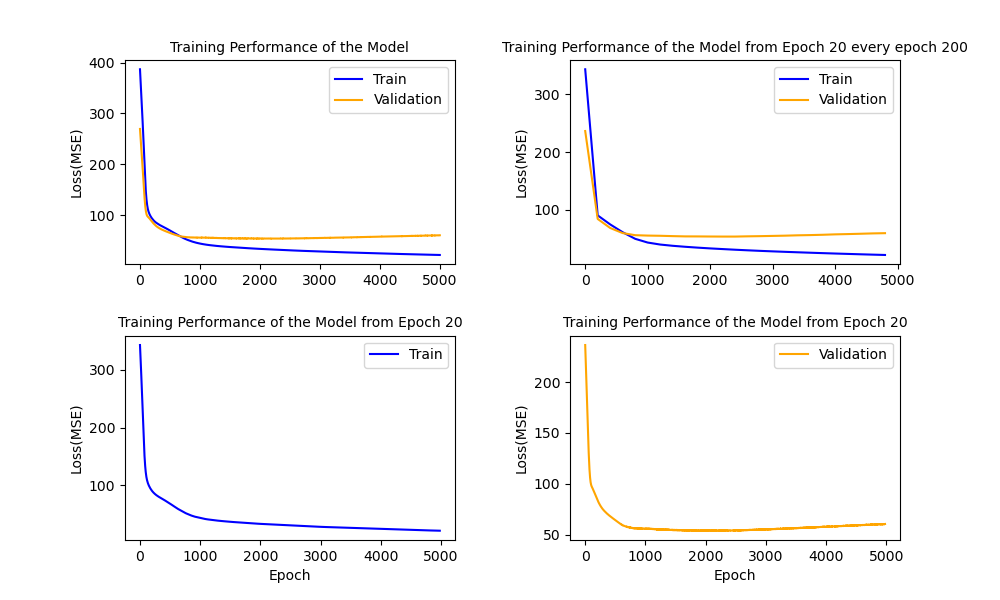 Training Performance of the Model
Loss(MSE)
400
300
200
100
0
1000
2000
3000
4000
5000
Train
Validation
Training Performance of the Model from Epoch 20 every epoch 200
Loss(MSE)
300
200
100
0
1000
2000
3000
4000
5000
Train
Validation
Training Performance of the Model from Epoch 20
Loss(MSE)
300
200
100
0
1000
2000
3000
4000
5000
Epoch
Train
Training Performance of the Model from Epoch 20
Loss(MSE)
200
150
100
50
0
1000
2000
3000
4000
5000
Epoch
Validation